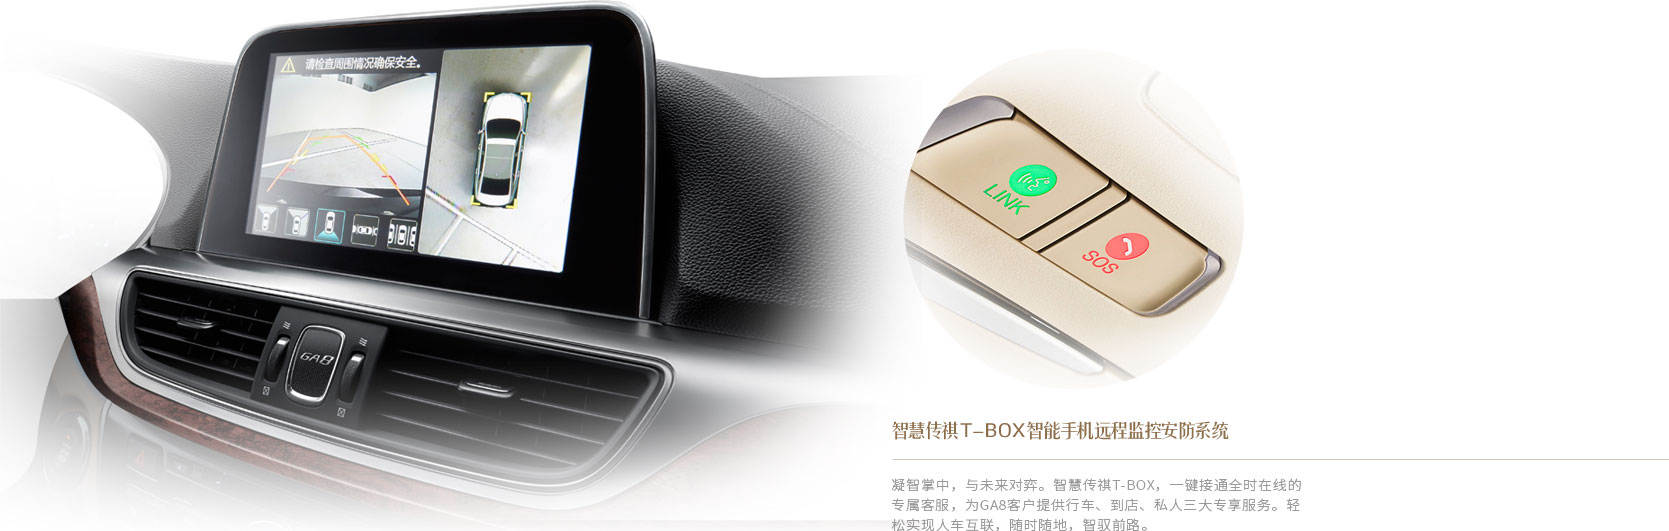 请检查周围情况确保安全。
LINK
SOS
GA8
智慧传祺T-BOX智能手机远程监控安防系统
凝智掌中，与未来对弈。智慧传祺T-BOX，一键接通全时在线的
专属客服，为GA8客户提供行车、到店、私人三大专享服务。轻
松实现人车互联，随时随地，智驭前路。